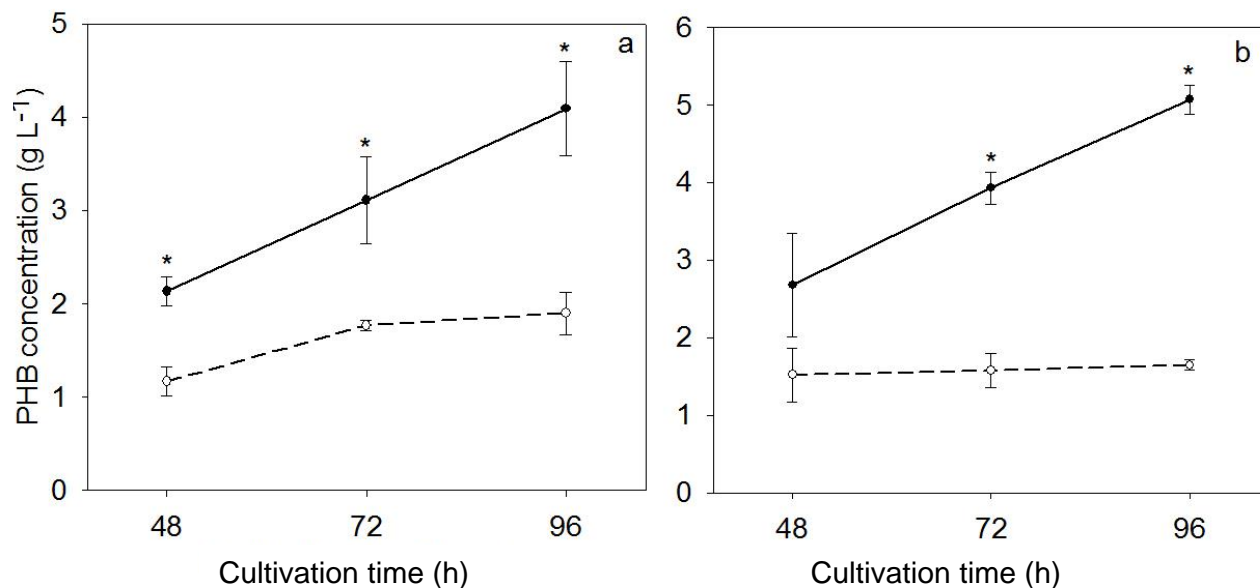 PHB concentration (g L⁻¹)
5
4
3
2
1
0
a
*
*
*
48 72 96
Cultivation time (h)
6
5
4
3
2
1
0
b
*
*
48 72 96
Cultivation time (h)